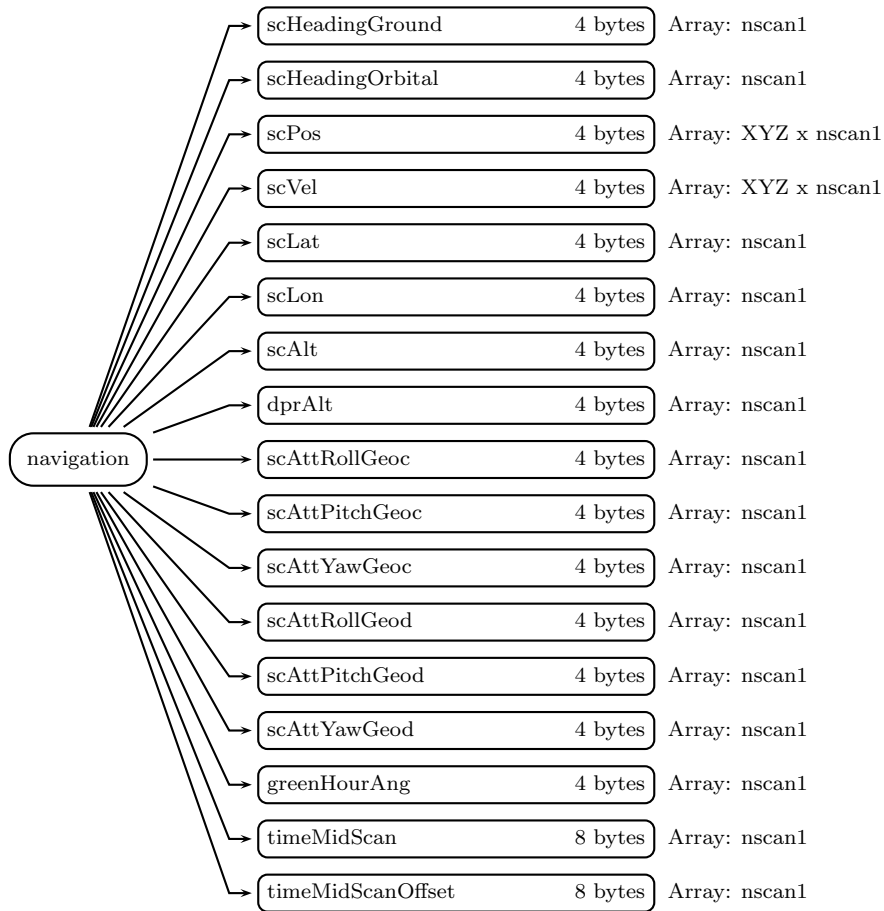 scHeadingGround 4 bytes Array: nscan1
scHeadingOrbital 4 bytes Array: nscan1
scPos 4 bytes Array: XYZ x nscan1
scVel 4 bytes Array: XYZ x nscan1
scLat 4 bytes Array: nscan1
scLon 4 bytes Array: nscan1
scAlt 4 bytes Array: nscan1
dprAlt 4 bytes Array: nscan1
navigation scAttRollGeoc 4 bytes Array: nscan1
scAttPitchGeoc 4 bytes Array: nscan1
scAttYawGeoc 4 bytes Array: nscan1
scAttRollGeod 4 bytes Array: nscan1
scAttPitchGeod 4 bytes Array: nscan1
scAttYawGeod 4 bytes Array: nscan1
greenHourAng 4 bytes Array: nscan1
timeMidScan 8 bytes Array: nscan1
timeMidScanOffset 8 bytes Array: nscan1